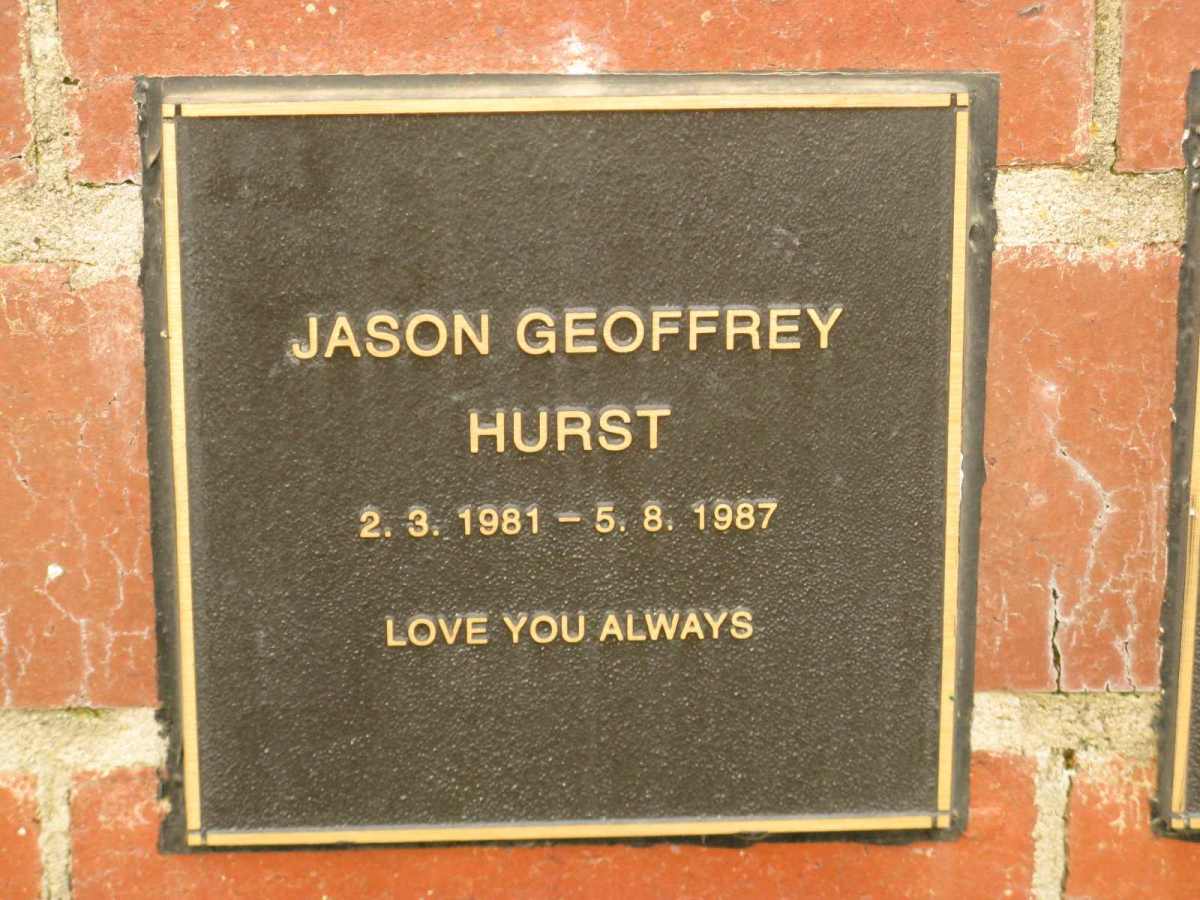 JASON GEOFFREY
HURST
2. 3. 1981 – 5. 8. 1987
LOVE YOU ALWAYS